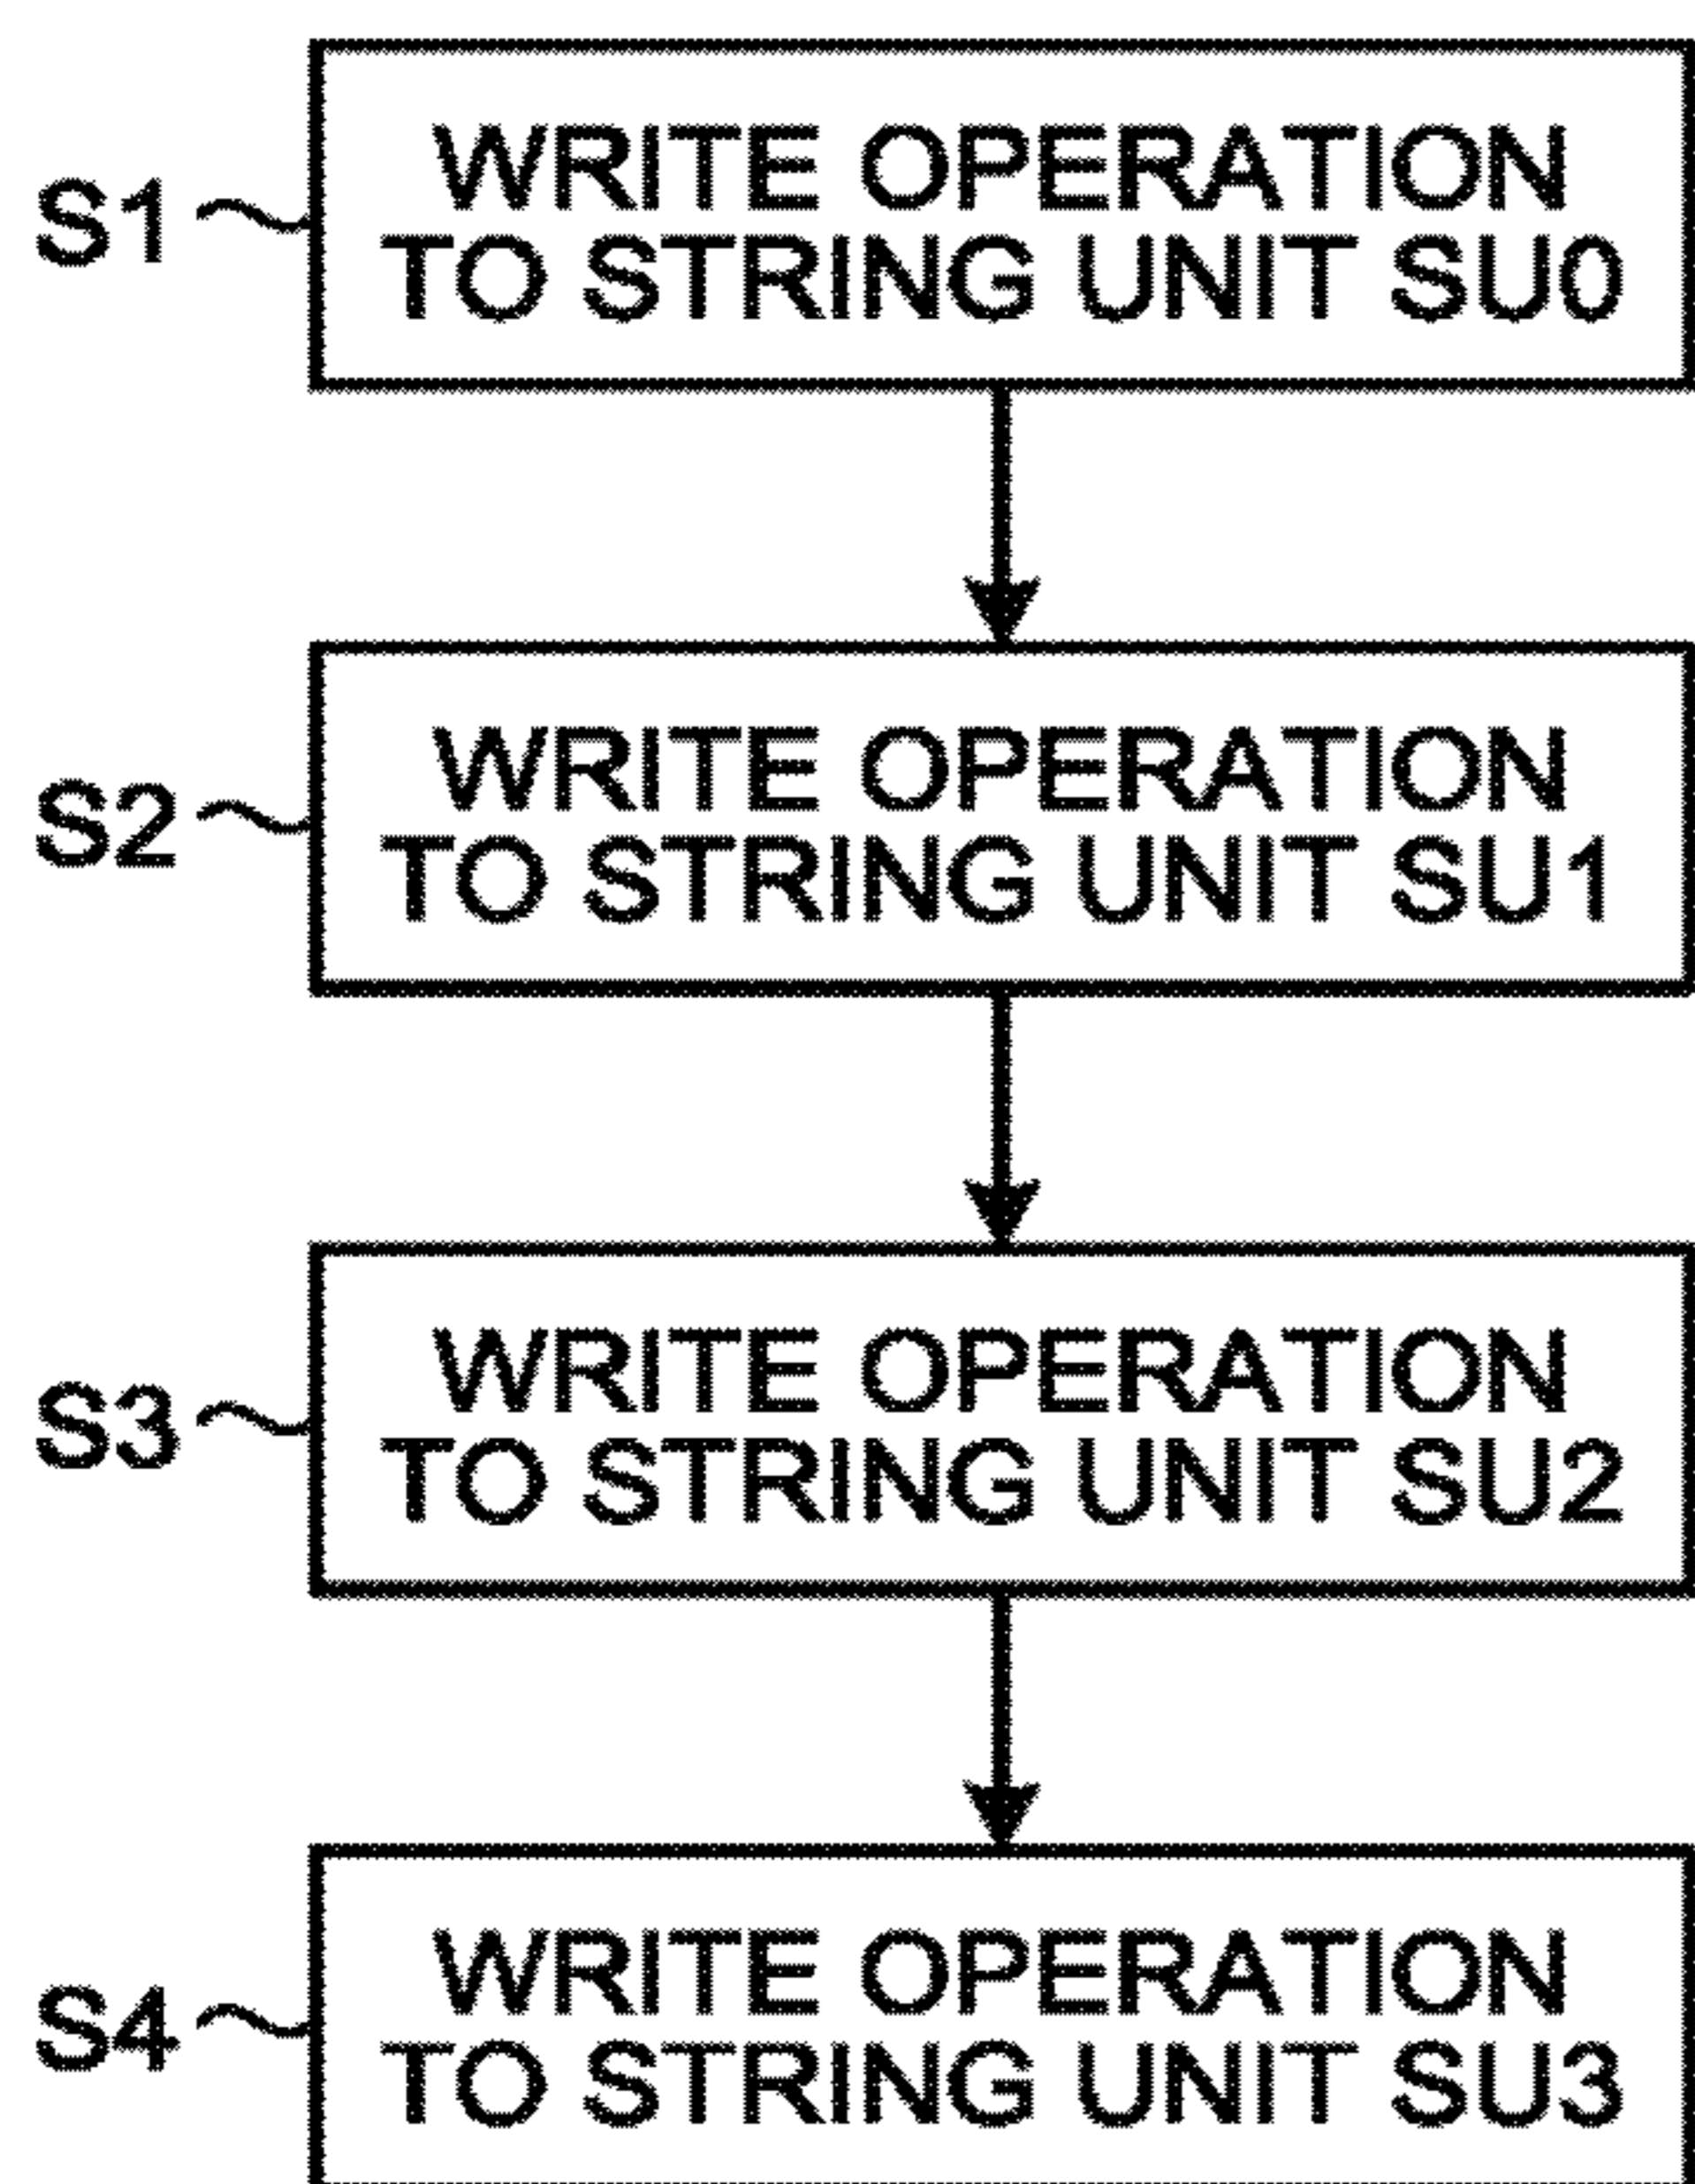 S1
WRITE OPERATION
TO STRING UNIT SU0
S2
WRITE OPERATION
TO STRING UNIT SU1
S3
WRITE OPERATION
TO STRING UNIT SU2
S4
WRITE OPERATION
TO STRING UNIT SU3